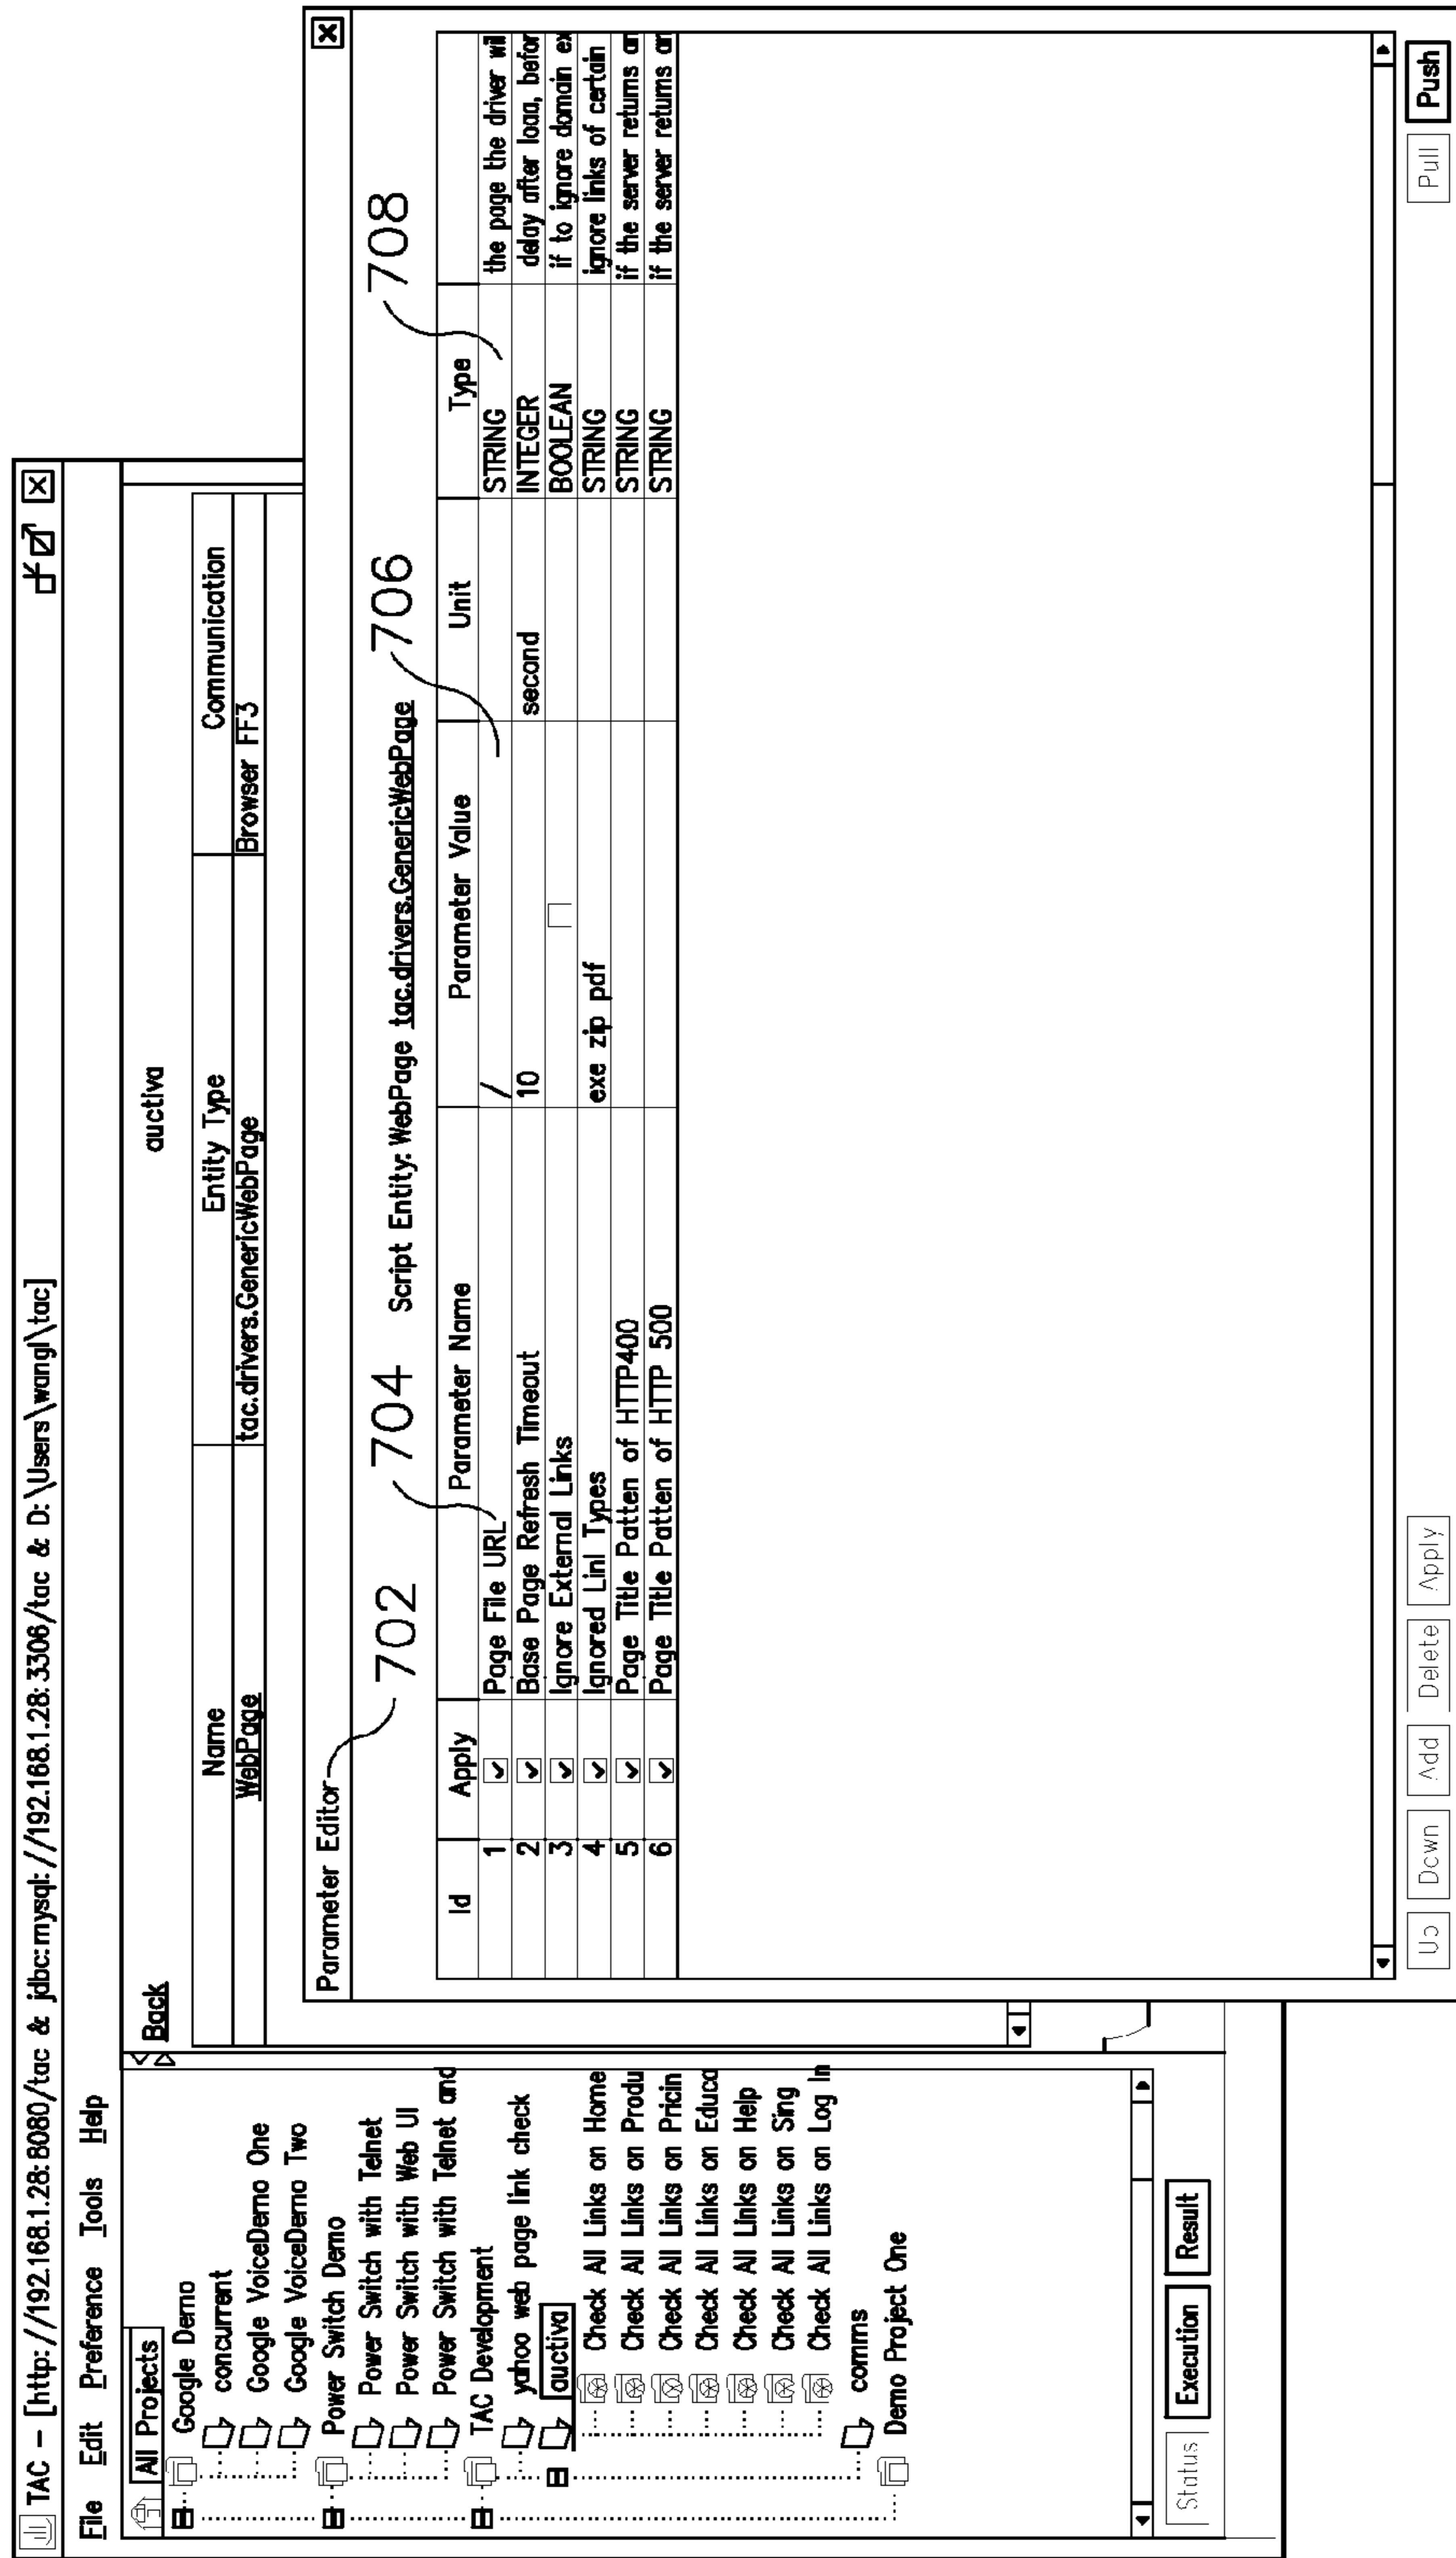 TAC – [http://192.168.1.28:8080/tac & jdbc:mysql://192.168.1.28:3306/tac & D:\Users\wangl\tac]
File Edit Preference Tools Help
All Projects
Google Demo
concurrent
Google VoiceDemo One
Google VoiceDemo Two
Power Switch Demo
Power Switch with Telnet
Power Switch with Web UI
Power Switch with Telnet and
TAC Development
yahoo web page link check
auctiva
Check All Links on Home
Check All Links on Produ
Check All Links on Pricin
Check All Links on Educa
Check All Links on Help
Check All Links on Sing
Check All Links on Log In
comms
Demo Project One
Status Execution Result
Back auctiva
Name Entity Type Communication
WebPage tac.drivers.GenericWebPage Browser FF3
Parameter Editor
702 704 706 708
Script Entity: WebPage tac.drivers.GenericWebPage
Id Apply Parameter Name Parameter Value Unit Type
1 Page File URL / STRING the page the driver wil
2 Base Page Refresh Timeout 10 second INTEGER delay after load, befor
3 Ignore External Links BOOLEAN if to ignore domain ex
4 Ignored Linl Types exe zip pdf STRING ignore links of certain
5 Page Title Patten of HTTP400 STRING if the server returns an
6 Page Title Patten of HTTP 500 STRING if the server returns an
Up Down Add Delete Apply Pull Push